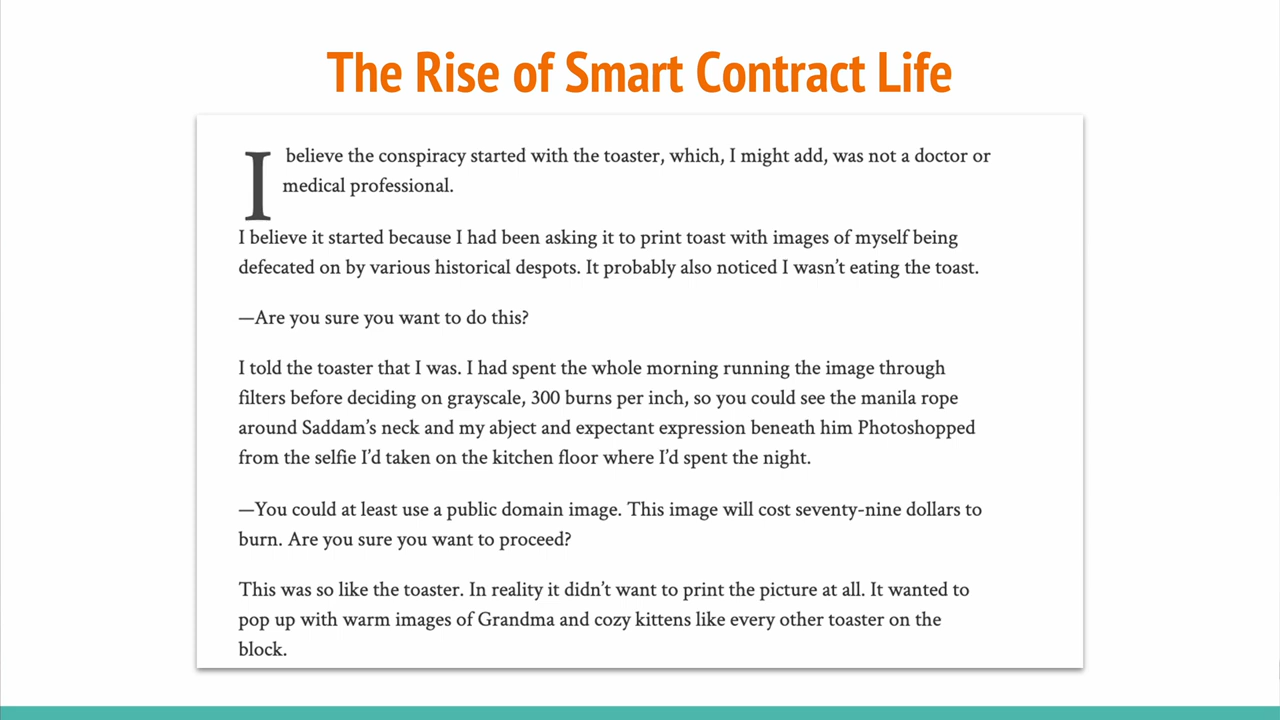 The Rise of Smart Contract Life
I believe the conspiracy started with the toaster, which, I might add, was not a doctor or
medical professional.
I believe it started because I had been asking it to print toast with images of myself being
defecated on by various historical despots. It probably also noticed I wasn’t eating the toast.
—Are you sure you want to do this?
I told the toaster that I was. I had spent the whole morning running the image through
filters before deciding on grayscale, 300 burns per inch, so you could see the manila rope
around Saddam’s neck and my abject and expectant expression beneath him Photoshopped
from the selfie I’d taken on the kitchen floor where I’d spent the night.
—You could at least use a public domain image. This image will cost seventy-nine dollars to
burn. Are you sure you want to proceed?
This was so like the toaster. In reality it didn’t want to print the picture at all. It wanted to
pop up with warm images of Grandma and cozy kittens like every other toaster on the
block.